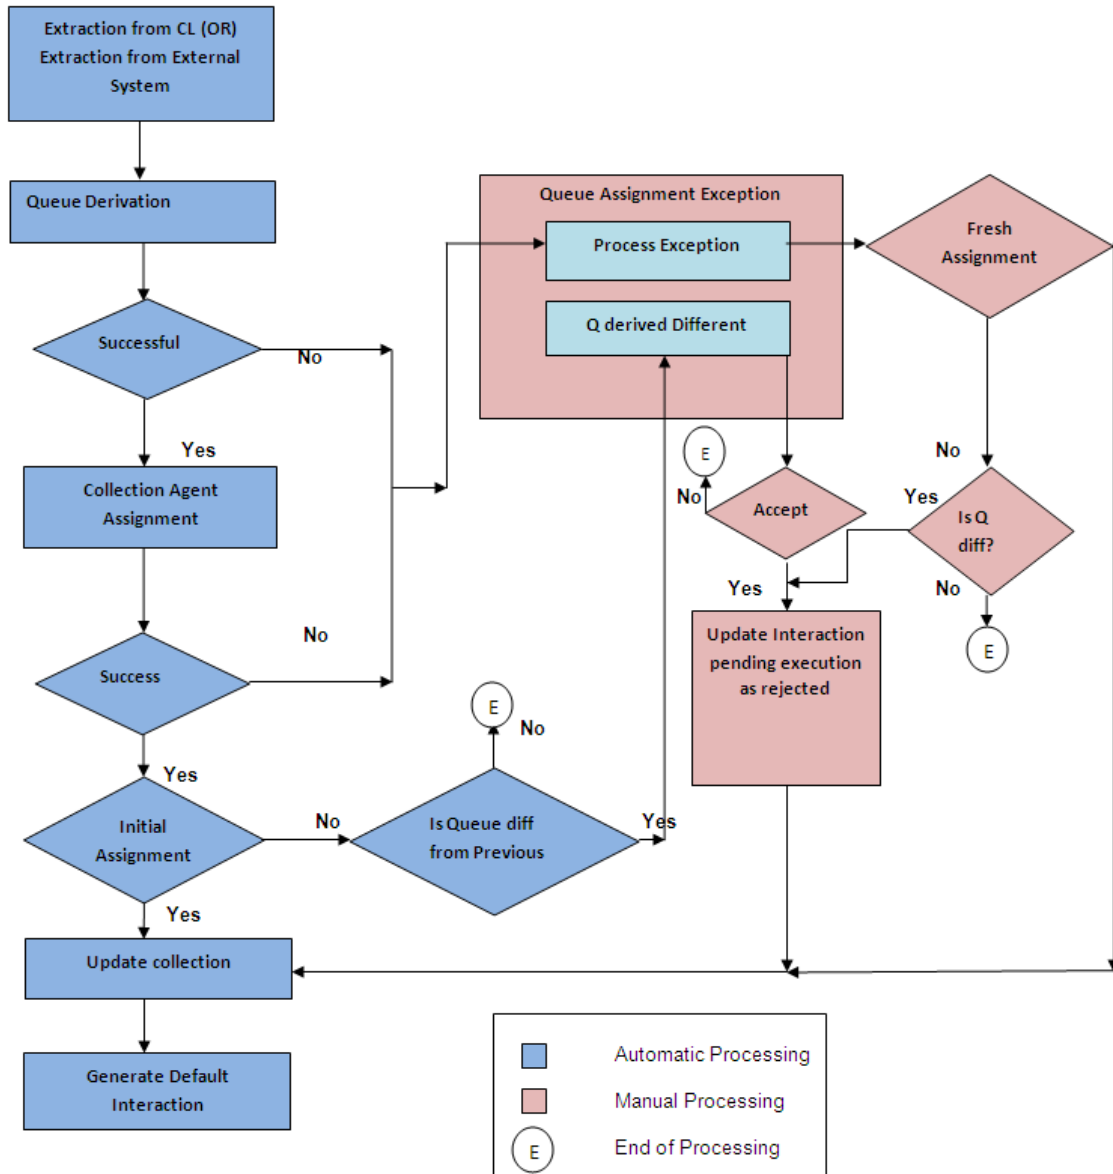 Extraction from CL (OR)
Extraction from External
System
Queue Derivation
Queue Assignment Exception
Process Exception
Fresh
Assignment
Q derived Different
Successful
No
Yes
E
No
Collection Agent
Assignment
No
Accept
Yes
Is Q
diff?
Yes
No
E
No
Update Interaction
pending execution
as rejected
Success
E
No
Yes
Initial
Assignment
No
Is Queue diff
from Previous
Yes
Yes
Update collection
Generate Default
Interaction
Automatic Processing
Manual Processing
E
End of Processing